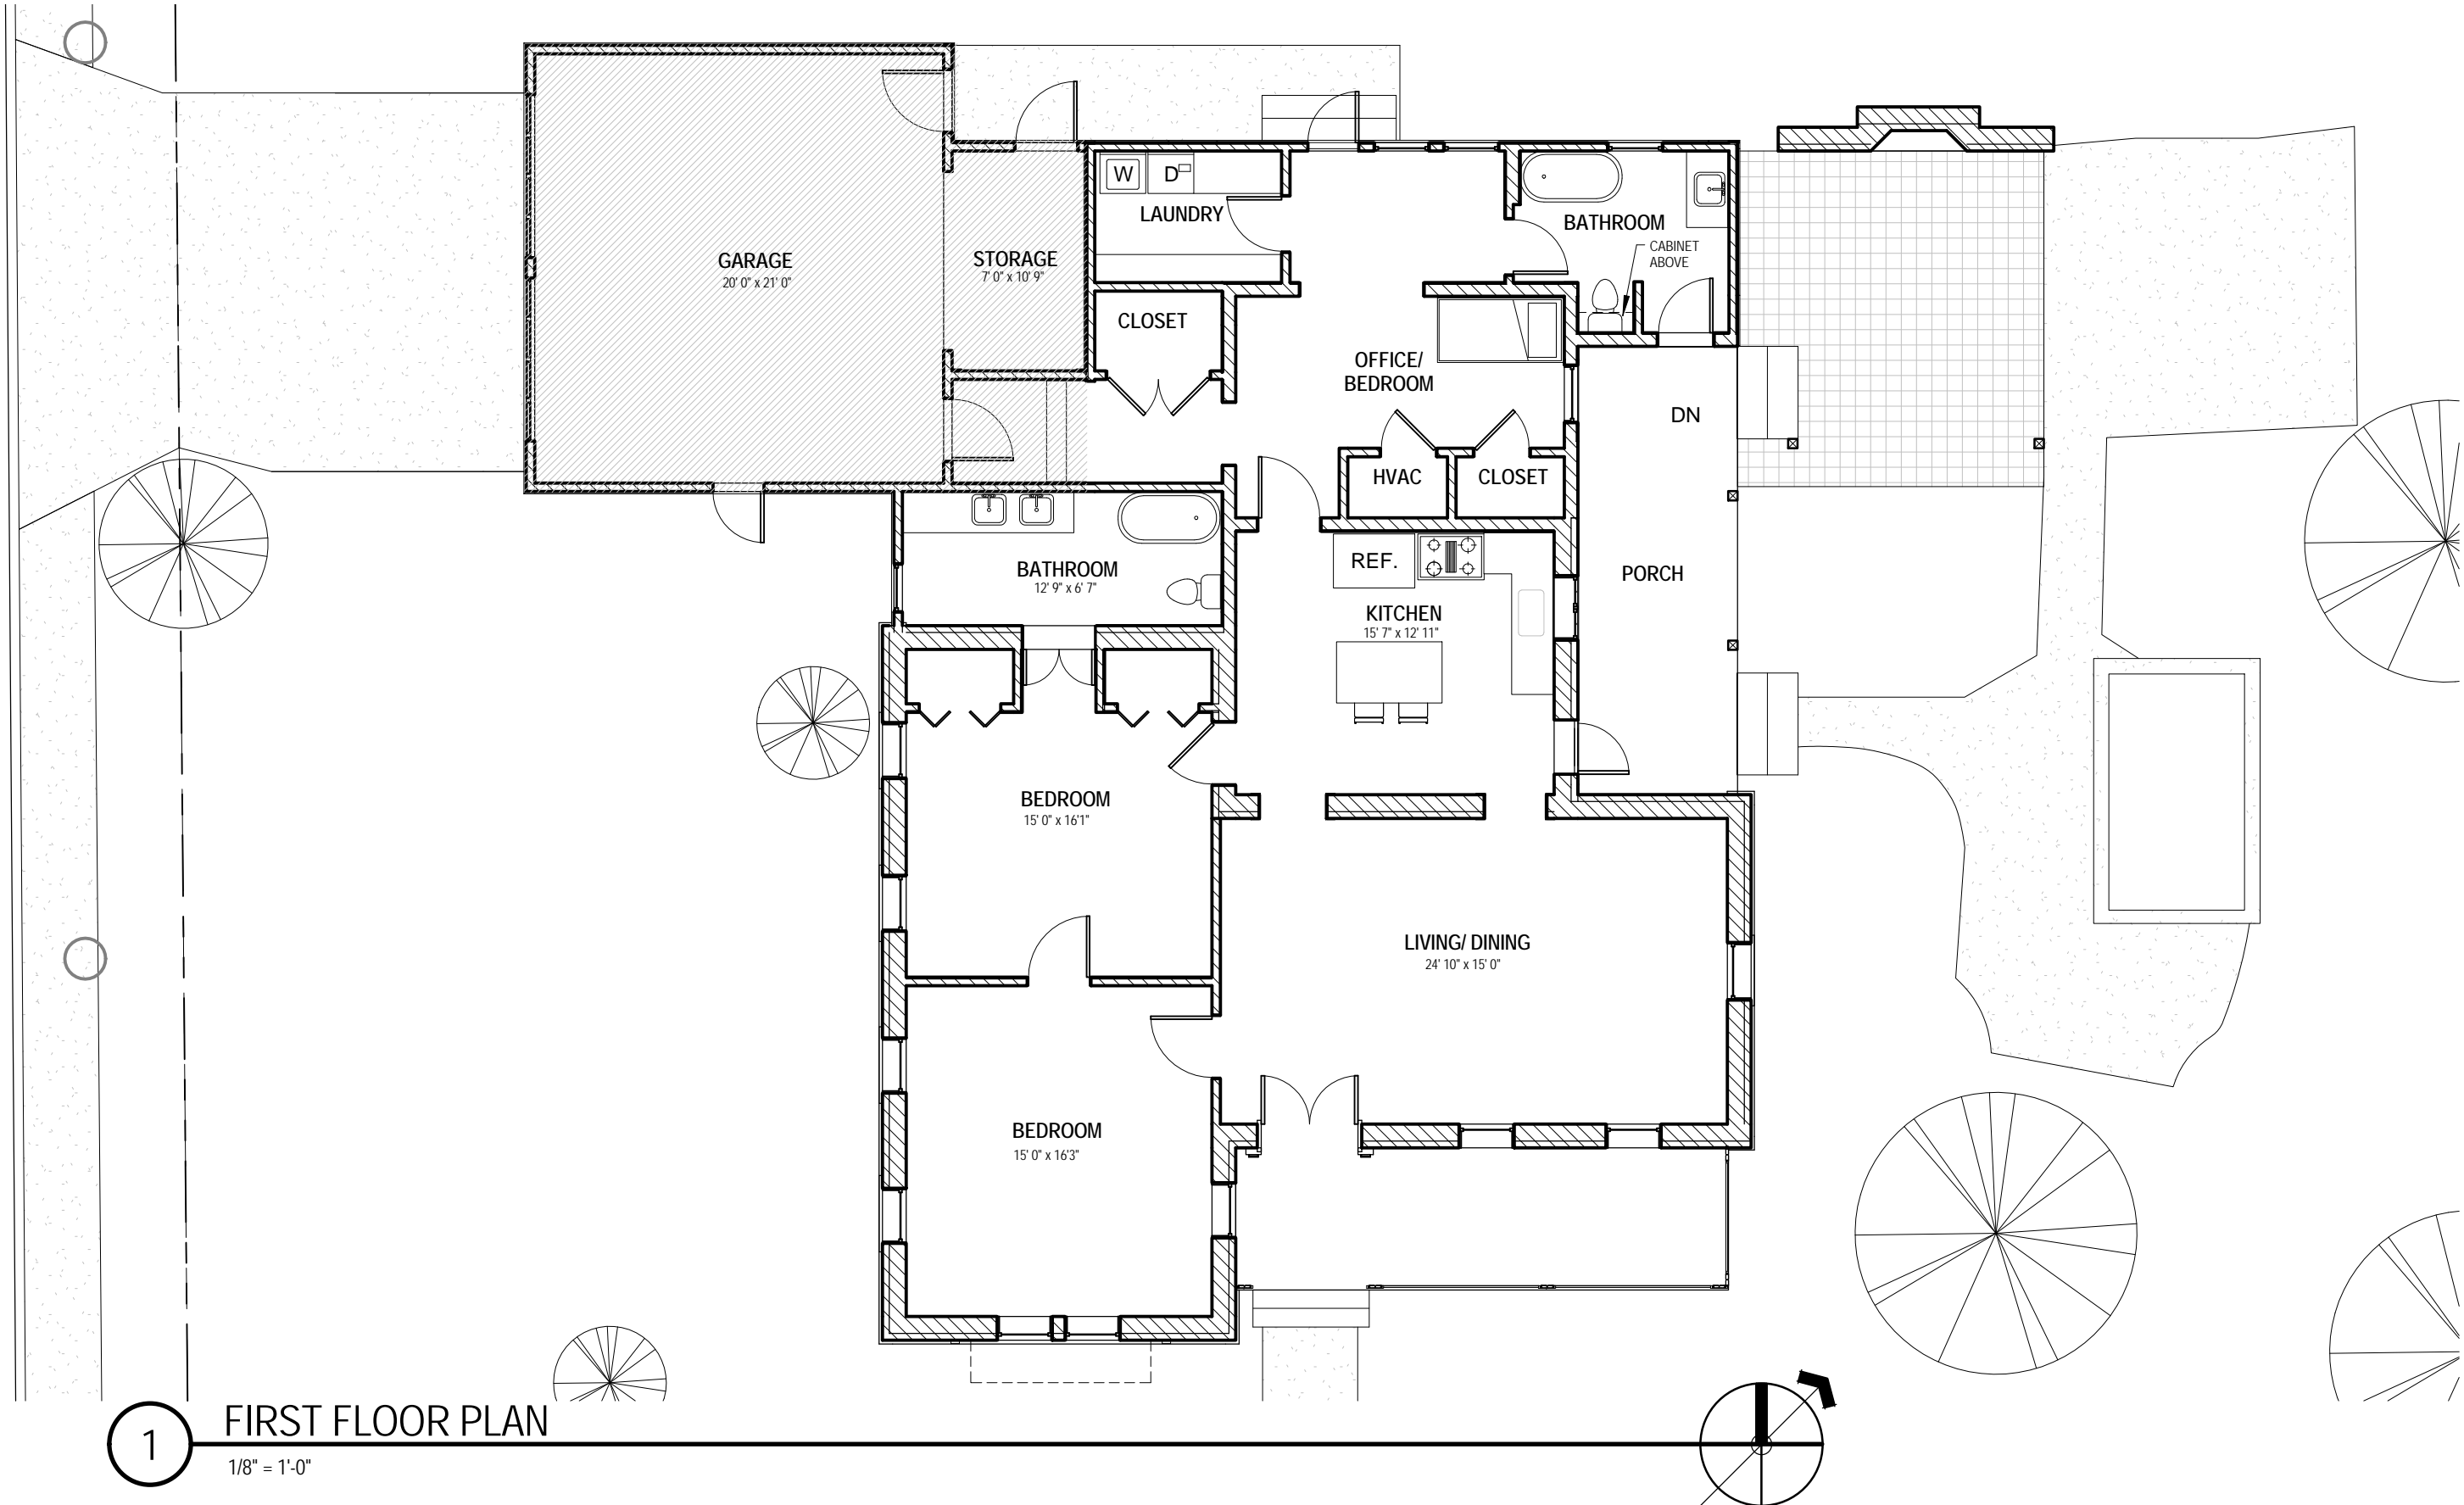 W
D
LAUNDRY
BATHROOM
CABINET
ABOVE
GARAGE
20' 0" x 21' 0"
STORAGE
7' 0" x 10' 9"
CLOSET
OFFICE/
BEDROOM
DN
HVAC
CLOSET
REF.
BATHROOM
12' 9" x 6' 7"
PORCH
KITCHEN
15' 7" x 12' 11"
BEDROOM
15' 0" x 16'1"
LIVING/ DINING
24' 10" x 15' 0"
BEDROOM
15' 0" x 16'3"
1
FIRST FLOOR PLAN
1/8" = 1'-0"